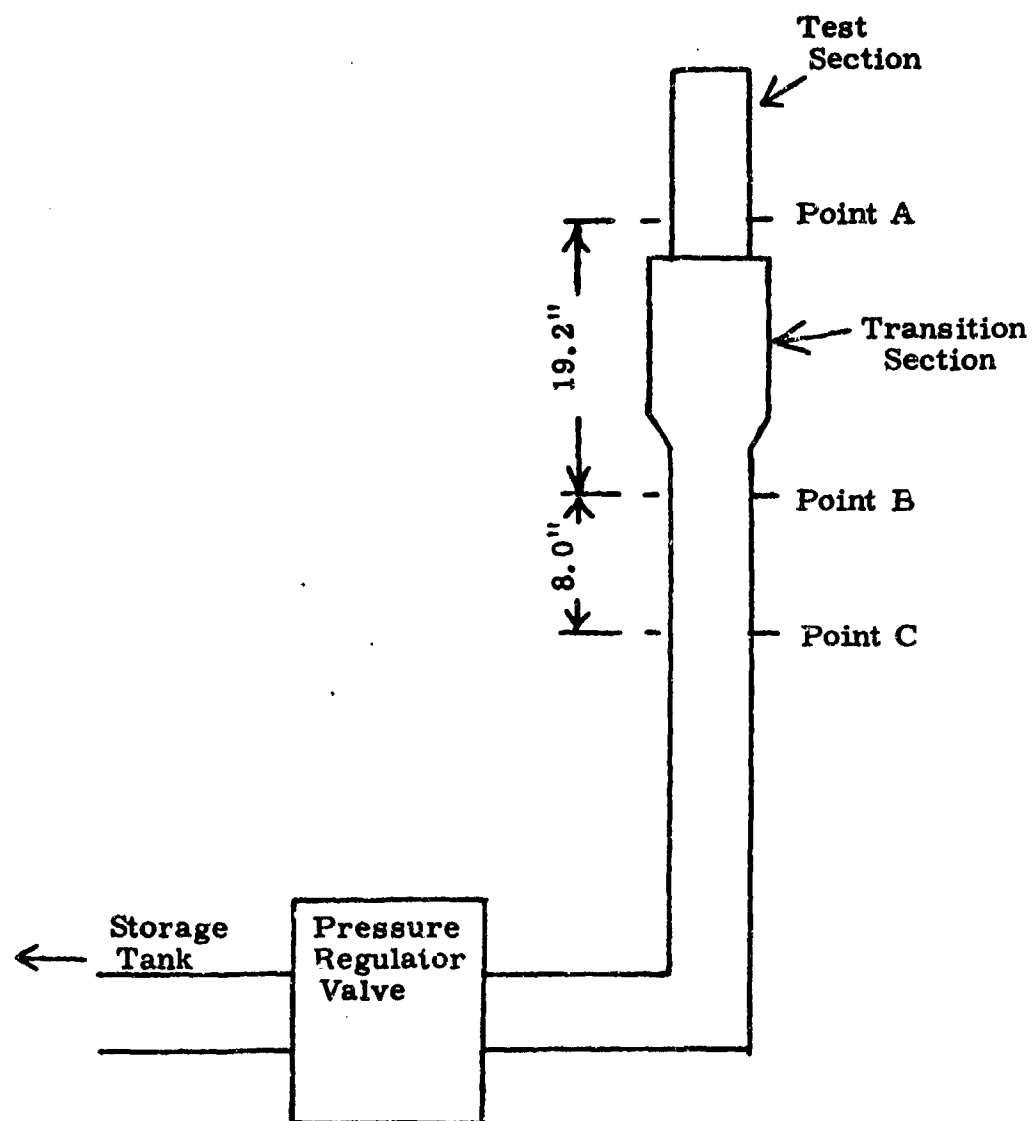 Test
Section
Point A
19.2"
Transition
Section
Point B
8.0"
Point C
Storage
Tank
Pressure
Regulator
Valve